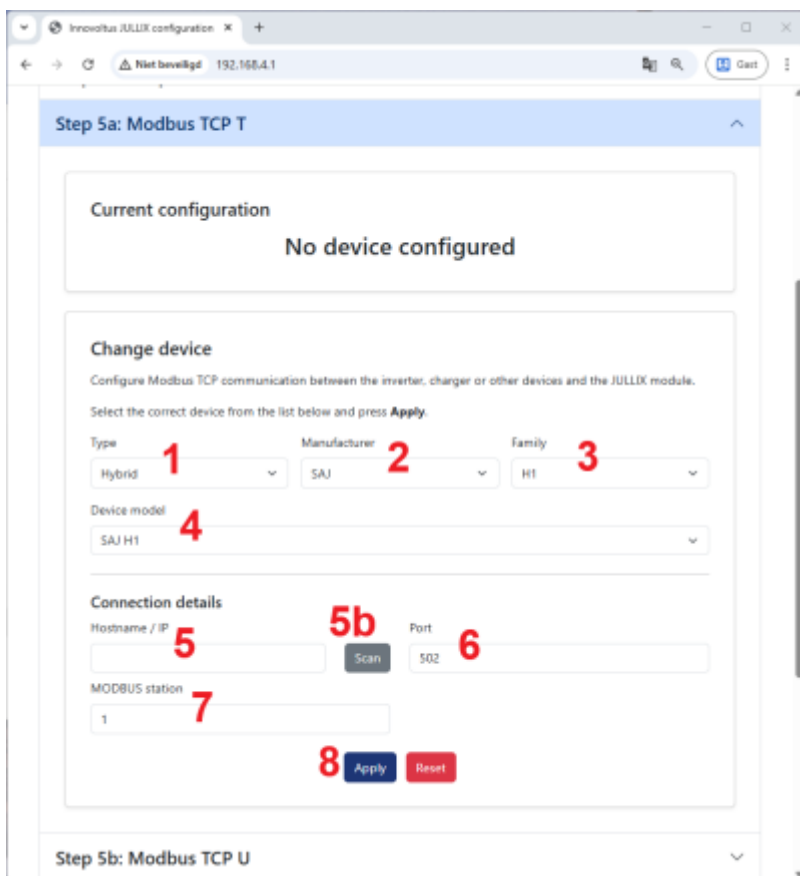 Innovoltus JULLIX configuration
Niet beveiligd 192.168.4.1 Gast
Step 5a: Modbus TCP T
Current configuration
No device configured
Change device
Configure Modbus TCP communication between the inverter, charger or other devices and the JULLIX module.
Select the correct device from the list below and press Apply.
Type 1 Manufacturer 2 Family 3
Hybrid SAJ H1
Device model 4
SAJ H1
Connection details
Hostname / IP 5 5b Port 6
Scan 502
MODBUS station 7
1
8 Apply Reset
Step 5b: Modbus TCP U